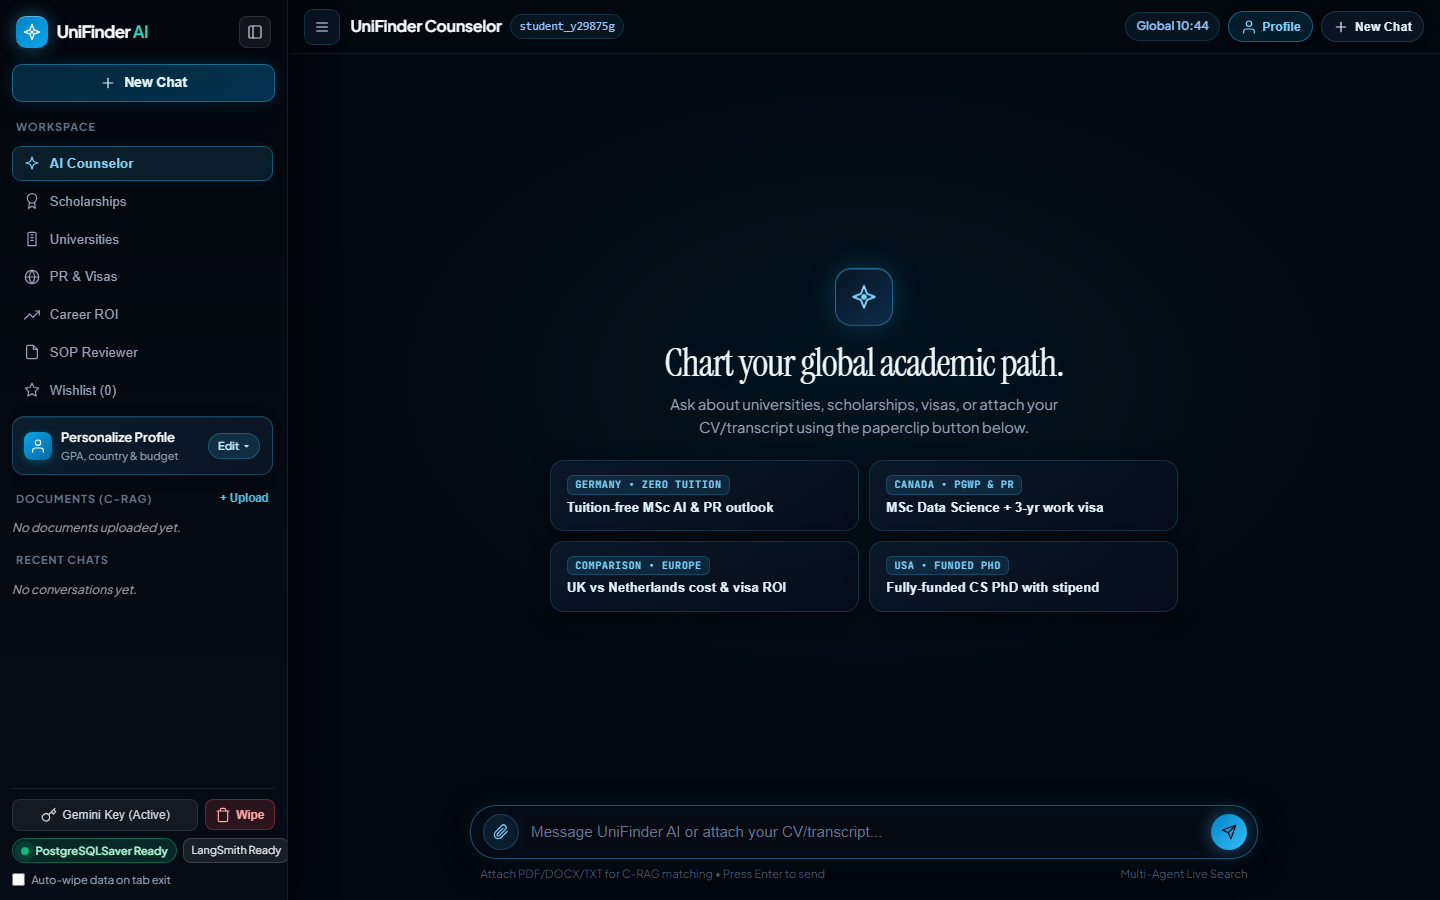 UniFinder AI
New Chat
WORKSPACE
AI Counselor
Scholarships
Universities
PR & Visas
Career ROI
SOP Reviewer
Wishlist (0)
Personalize Profile
GPA, country & budget
Edit
DOCUMENTS (C-RAG)
+ Upload
No documents uploaded yet.
RECENT CHATS
No conversations yet.
Gemini Key (Active)
Wipe
PostgreSQLSaver Ready
LangSmith Ready
Auto-wipe data on tab exit
UniFinder Counselor
student_y29875g
Global 10:44
Profile
New Chat
Chart your global academic path.
Ask about universities, scholarships, visas, or attach your
CV/transcript using the paperclip button below.
GERMANY • ZERO TUITION
Tuition-free MSc AI & PR outlook
CANADA • PGWP & PR
MSc Data Science + 3-yr work visa
COMPARISON • EUROPE
UK vs Netherlands cost & visa ROI
USA • FUNDED PHD
Fully-funded CS PhD with stipend
Message UniFinder AI or attach your CV/transcript...
Attach PDF/DOCX/TXT for C-RAG matching • Press Enter to send
Multi-Agent Live Search